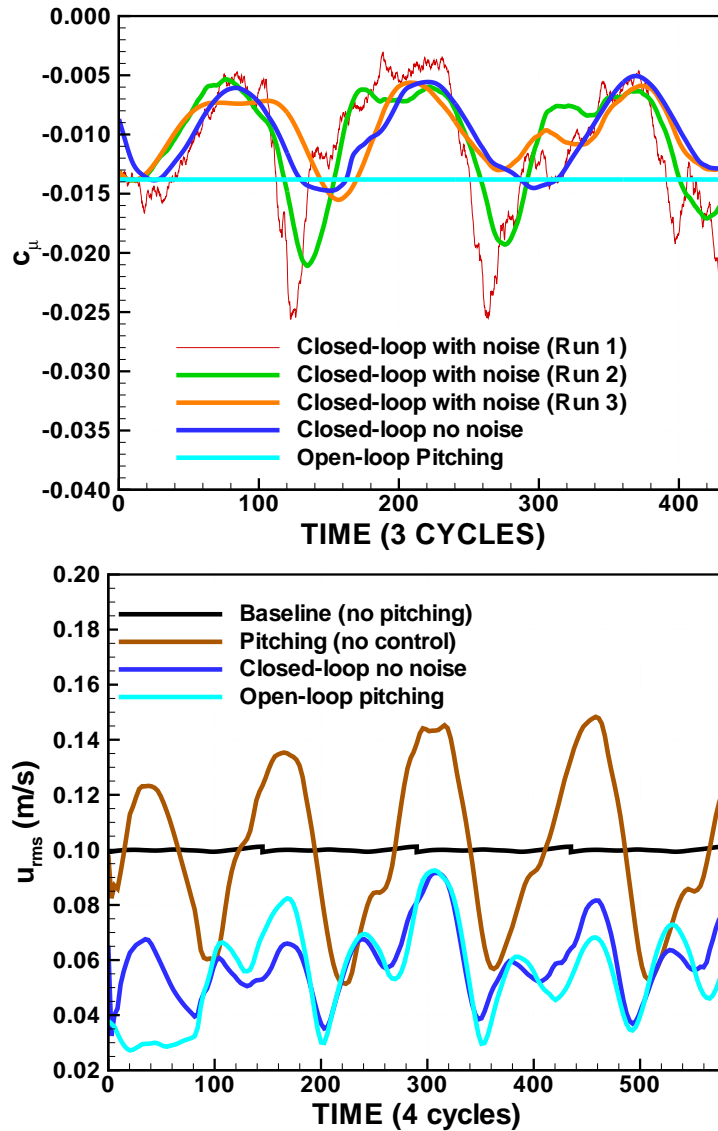 0.000
-0.005
-0.010
-0.015
-0.020
-0.025
-0.030
-0.035
-0.040
cμ
Closed-loop with noise (Run 1)
Closed-loop with noise (Run 2)
Closed-loop with noise (Run 3)
Closed-loop no noise
Open-loop Pitching
0 100 200 300 400
TIME (3 CYCLES)
0.20
0.18
0.16
0.14
0.12
0.10
0.08
0.06
0.04
0.02
urms (m/s)
Baseline (no pitching)
Pitching (no control)
Closed-loop no noise
Open-loop pitching
0 100 200 300 400 500
TIME (4 cycles)